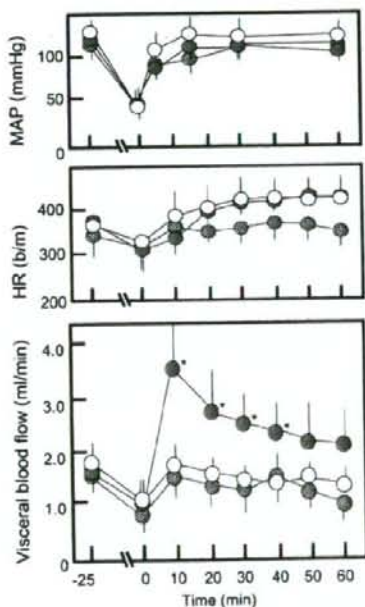 MAP (mmHg)
100
50
0
HR (b/m)
400
300
200
Visceral blood flow (ml/min)
4.0
3.0
2.0
1.0
0
* * * *
-25 0 10 20 30 40 50 60
Time (min)